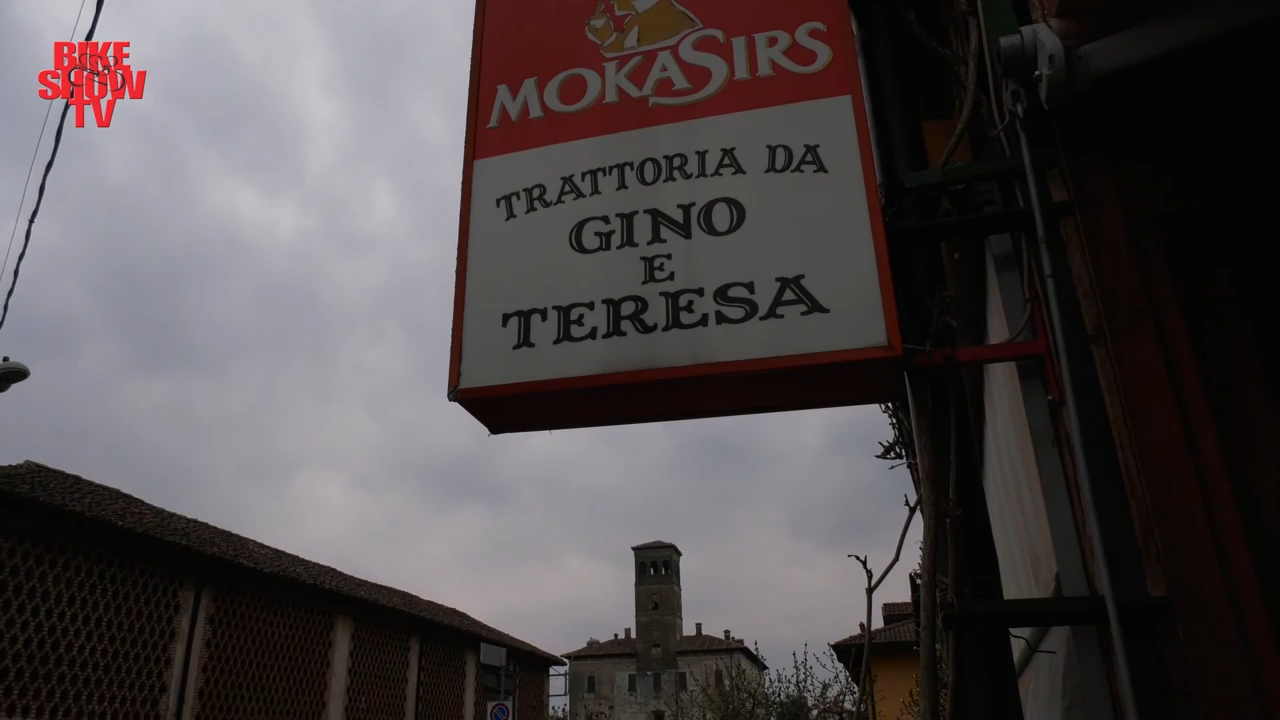 BIKE
SHOW
TV
MOKASIRS
TRATTORIA DA
GINO
E
TERESA